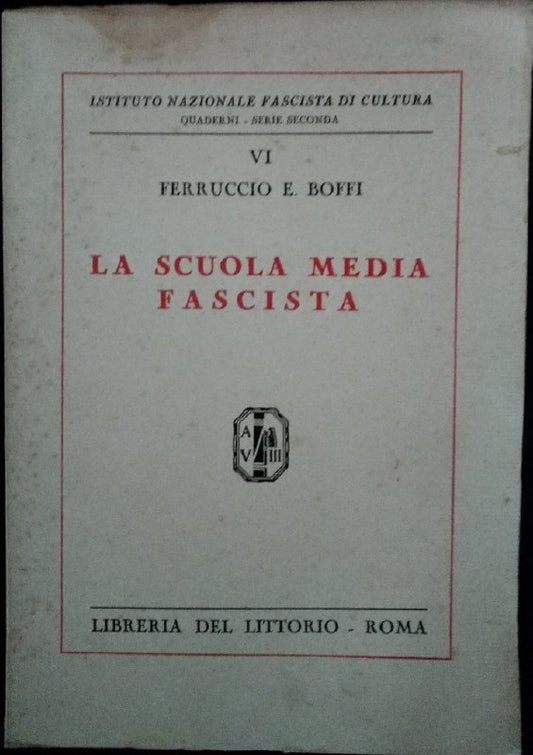 ISTITUTO NAZIONALE FASCISTA DI CULTURA
QUADERNI - SERIE SECONDA
VI
FERRUCCIO E. BOFFI
LA SCUOLA MEDIA
FASCISTA
A
V III
LIBRERIA DEL LITTORIO - ROMA